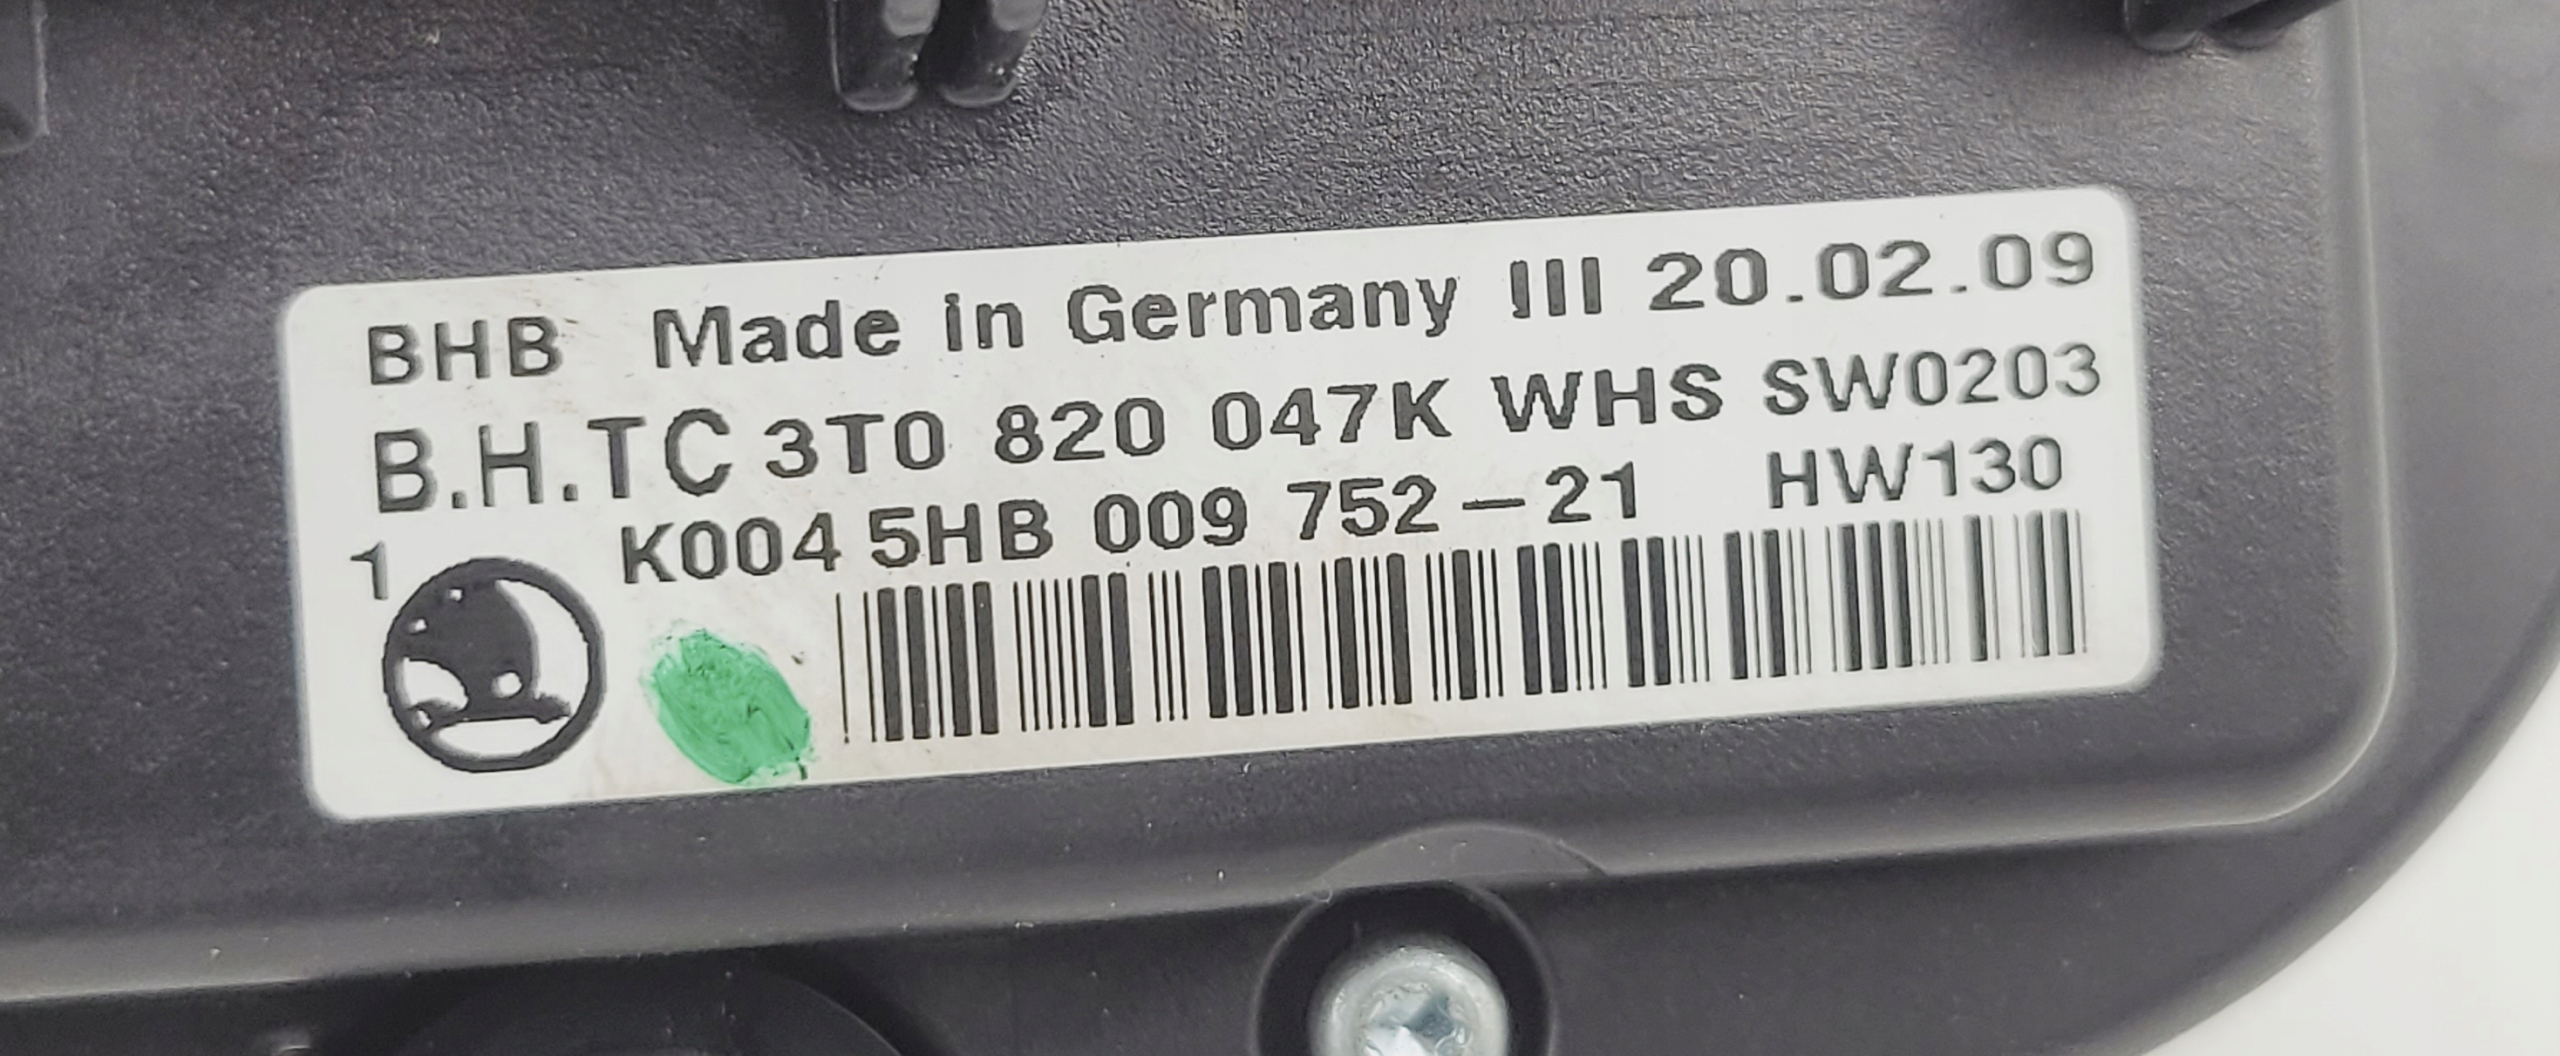 BHB Made in Germany III 20.02.09
B.H.TC 3T0 820 047K WHS SW0203
1 K004 5HB 009 752-21 HW130